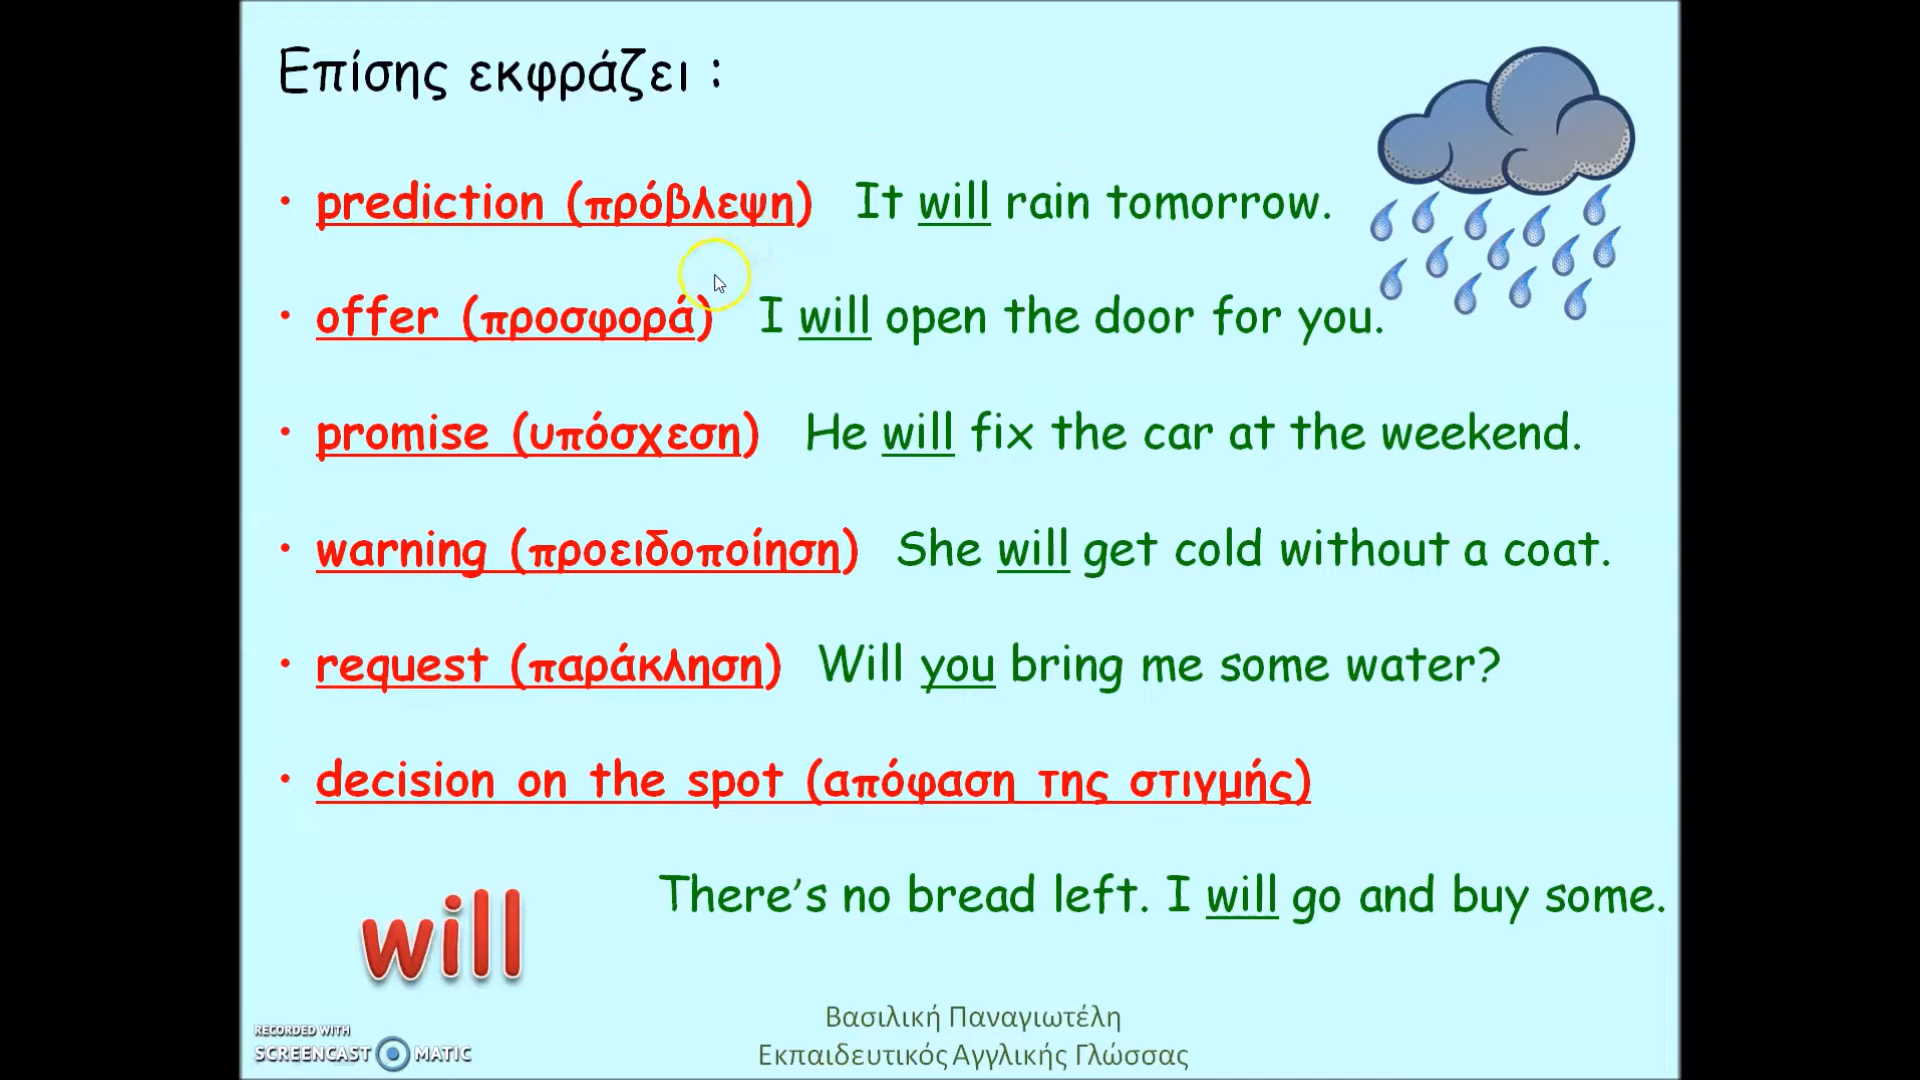 Επίσης εκφράζει :
• prediction (πρόβλεψη) It will rain tomorrow.
• offer (προσφορά) I will open the door for you.
• promise (υπόσχεση) He will fix the car at the weekend.
• warning (προειδοποίηση) She will get cold without a coat.
• request (παράκληση) Will you bring me some water?
• decision on the spot (απόφαση της στιγμής)
There's no bread left. I will go and buy some.
will
Βασιλική Παναγιωτέλη
Εκπαιδευτικός Αγγλικής Γλώσσας
RECORDED WITH
SCREENCAST MATIC